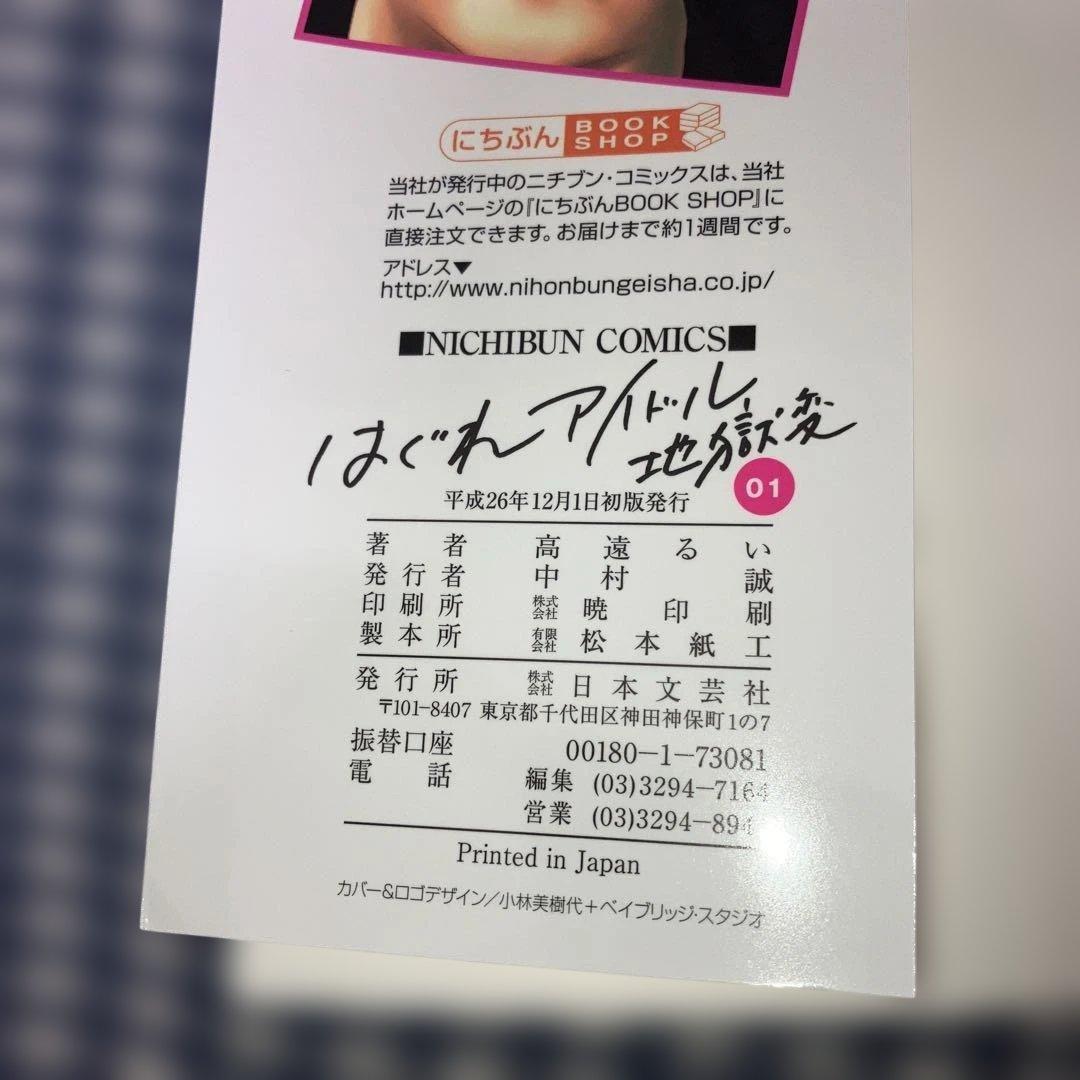 にちぶん BOOK SHOP
当社が発行中のニチブン・コミックスは、当社
ホームページの『にちぶんBOOK SHOP』に
直接注文できます。お届けまで約1週間です。
アドレス▼
http://www.nihonbungeisha.co.jp/
■NICHIBUN COMICS■
はぐれアイドル
地獄変
01
平成26年12月1日初版発行
著者 高遠るい
発行者 中村誠
印刷所 株式会社 暁印刷
製本所 有限会社 松本紙工
発行所 株式会社 日本文芸社
〒101-8407 東京都千代田区神田神保町1の7
振替口座 00180-1-73081
電話 編集 (03)3294-7164
営業 (03)3294-894
Printed in Japan
カバー&ロゴデザイン/小林美樹代+ベイブリッジ・スタジオ